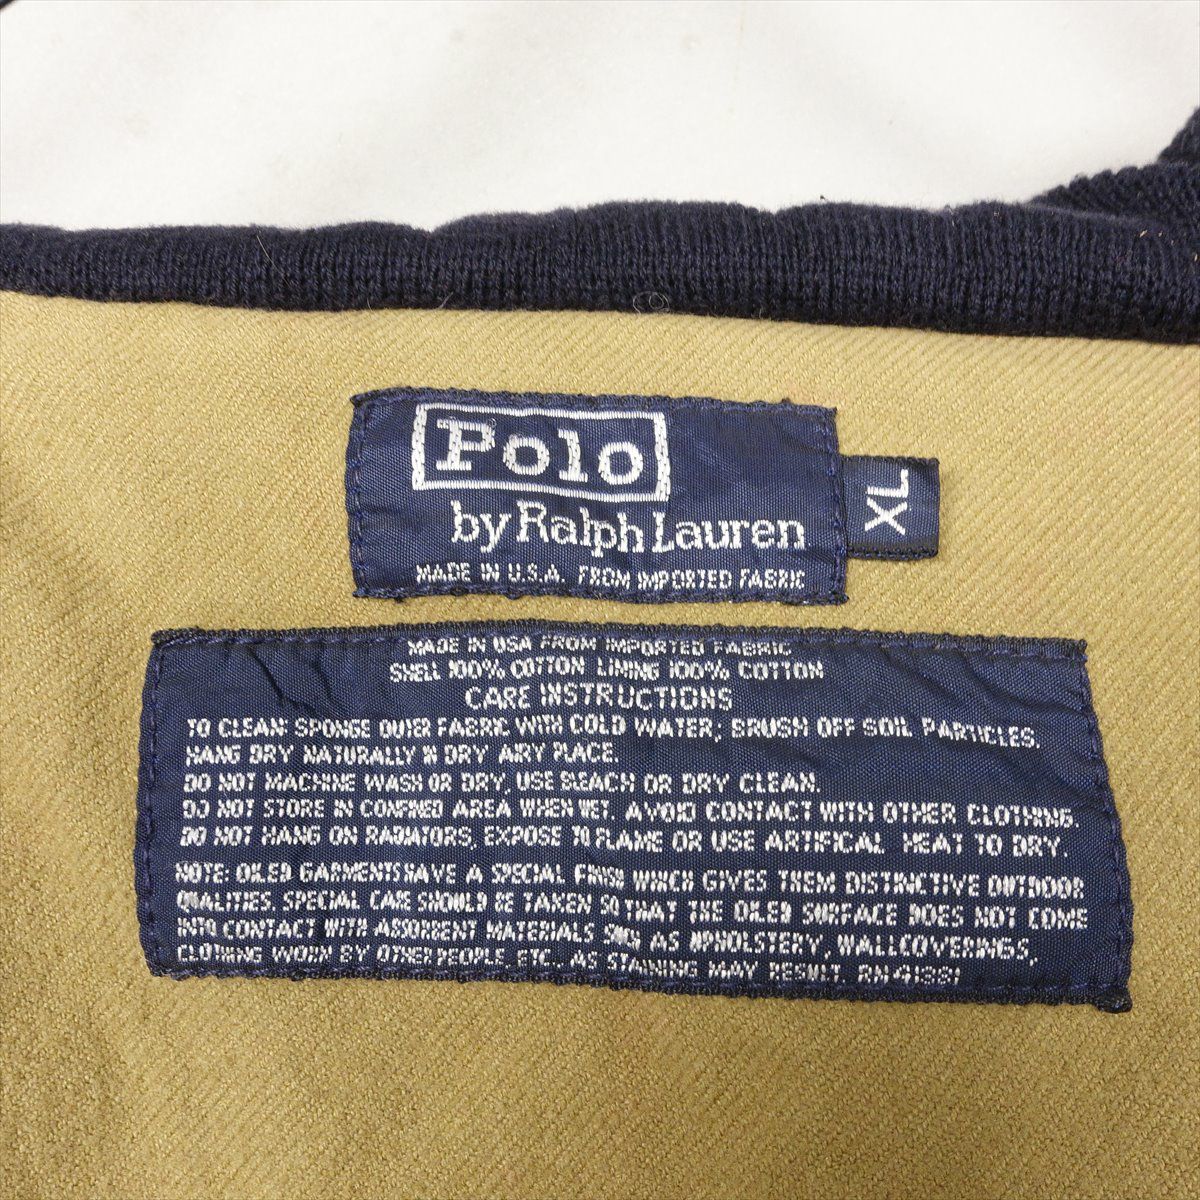 Polo
by Ralph Lauren
MADE IN U.S.A. FROM IMPORTED FABRIC
XL
MADE IN USA FROM IMPORTED FABRIC
SHELL 100% COTTON LINING 100% COTTON
CARE INSTRUCTIONS
TO CLEAN: SPONGE OUTER FABRIC WITH COLD WATER; BRUSH OFF SOIL PARTICLES.
HANG DRY NATURALLY IN DRY AIRY PLACE.
DO NOT MACHINE WASH OR DRY, USE BLEACH OR DRY CLEAN.
DO NOT STORE IN CONFINED AREA WHEN WET. AVOID CONTACT WITH OTHER CLOTHING.
DO NOT HANG ON RADIATORS, EXPOSE TO FLAME OR USE ARTIFICAL HEAT TO DRY.
NOTE: OILED GARMENTS HAVE A SPECIAL FINISH WHICH GIVES THEM DISTINCTIVE OUTDOOR
QUALITIES. SPECIAL CARE SHOULD BE TAKEN SO THAT THE OILED SURFACE DOES NOT COME
INTO CONTACT WITH ABSORBENT MATERIALS SUCH AS UPHOLSTERY, WALLCOVERINGS,
CLOTHING WORN BY OTHER PEOPLE, ETC., AS STAINING MAY RESULT. RN 41381